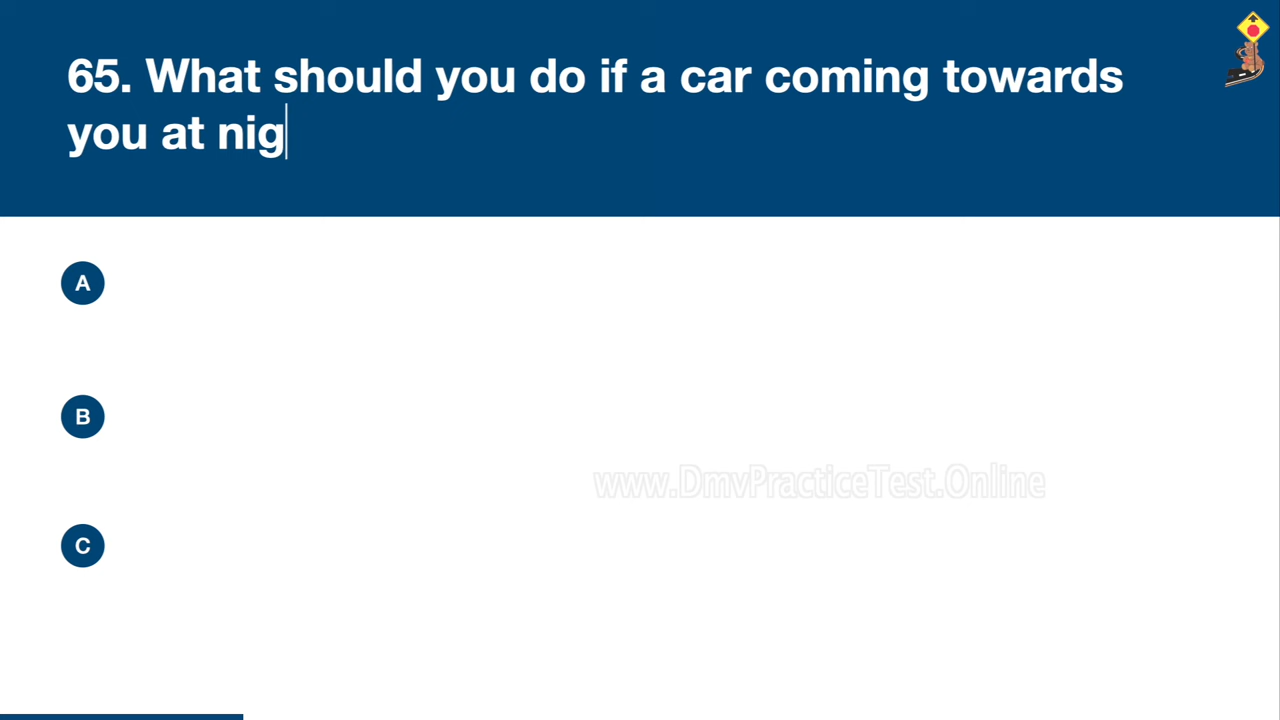 65. What should you do if a car coming towards
you at nig
A
B
www.DmvPracticeTest.Online
C